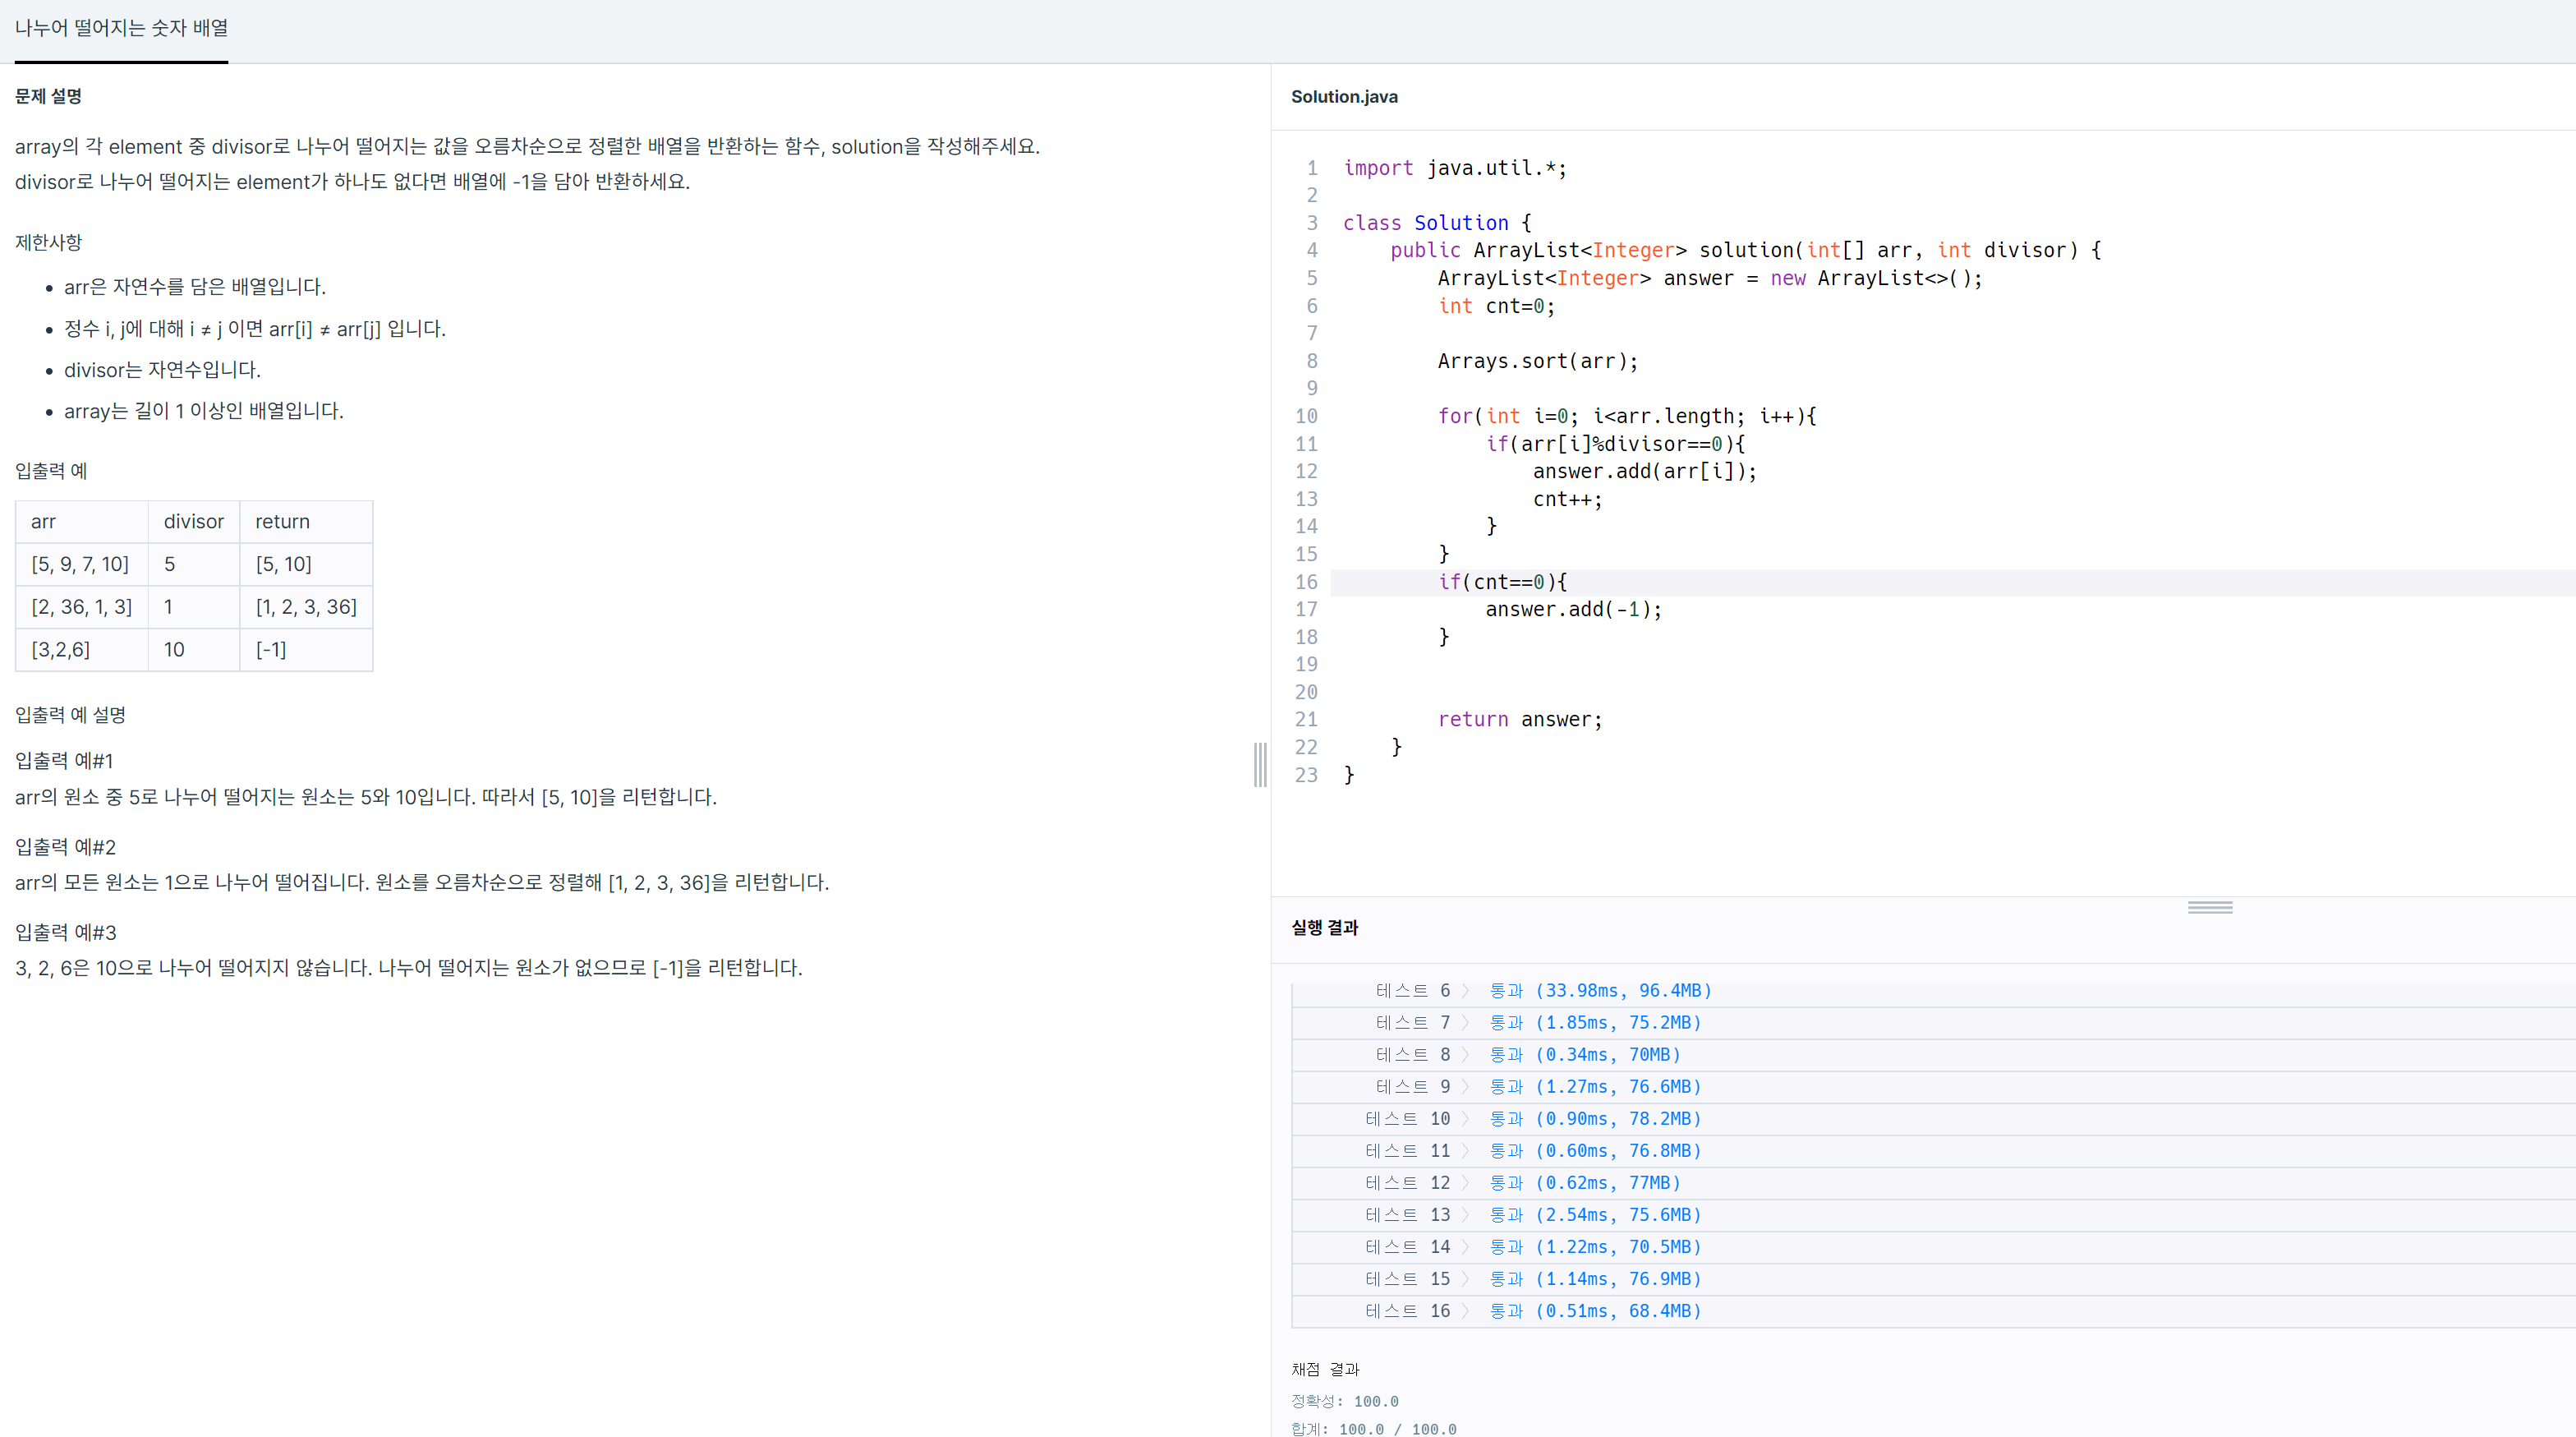 나누어 떨어지는 숫자 배열
문제 설명
array의 각 element 중 divisor로 나누어 떨어지는 값을 오름차순으로 정렬한 배열을 반환하는 함수, solution을 작성해주세요.
divisor로 나누어 떨어지는 element가 하나도 없다면 배열에 -1을 담아 반환하세요.
제한사항
• arr은 자연수를 담은 배열입니다.
• 정수 i, j에 대해 i ≠ j 이면 arr[i] ≠ arr[j] 입니다.
• divisor는 자연수입니다.
• array는 길이 1 이상인 배열입니다.
입출력 예
arr divisor return
[5, 9, 7, 10] 5 [5, 10]
[2, 36, 1, 3] 1 [1, 2, 3, 36]
[3,2,6] 10 [-1]
입출력 예 설명
입출력 예#1
arr의 원소 중 5로 나누어 떨어지는 원소는 5와 10입니다. 따라서 [5, 10]을 리턴합니다.
입출력 예#2
arr의 모든 원소는 1으로 나누어 떨어집니다. 원소를 오름차순으로 정렬해 [1, 2, 3, 36]을 리턴합니다.
입출력 예#3
3, 2, 6은 10으로 나누어 떨어지지 않습니다. 나누어 떨어지는 원소가 없으므로 [-1]을 리턴합니다.
Solution.java
1 import java.util.*;
2
3 class Solution {
4     public ArrayList<Integer> solution(int[] arr, int divisor) {
5         ArrayList<Integer> answer = new ArrayList<>();
6         int cnt=0;
7
8         Arrays.sort(arr);
9
10         for(int i=0; i<arr.length; i++){
11             if(arr[i]%divisor==0){
12                 answer.add(arr[i]);
13                 cnt++;
14             }
15         }
16         if(cnt==0){
17             answer.add(-1);
18         }
19
20
21         return answer;
22     }
23 }
실행 결과
테스트 6 〉 통과 (33.98ms, 96.4MB)
테스트 7 〉 통과 (1.85ms, 75.2MB)
테스트 8 〉 통과 (0.34ms, 70MB)
테스트 9 〉 통과 (1.27ms, 76.6MB)
테스트 10 〉 통과 (0.90ms, 78.2MB)
테스트 11 〉 통과 (0.60ms, 76.8MB)
테스트 12 〉 통과 (0.62ms, 77MB)
테스트 13 〉 통과 (2.54ms, 75.6MB)
테스트 14 〉 통과 (1.22ms, 70.5MB)
테스트 15 〉 통과 (1.14ms, 76.9MB)
테스트 16 〉 통과 (0.51ms, 68.4MB)
채점 결과
정확성: 100.0
합계: 100.0 / 100.0